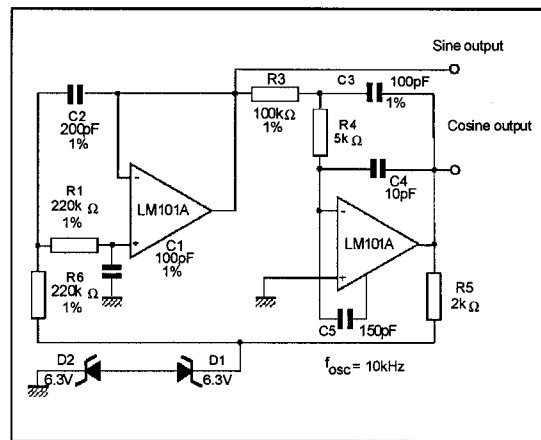 Sine output
R3
C3
100pF
1%
C2
200pF
1%
100kΩ
1%
R4
5kΩ
Cosine output
C4
10pF
R1
220k Ω
1%
LM101A
C1
100pF
1%
LM101A
R6
220k Ω
1%
R5
2kΩ
C5
150pF
D2
6.3V
D1
6.3V
fosc = 10kHz
-
+
-
+